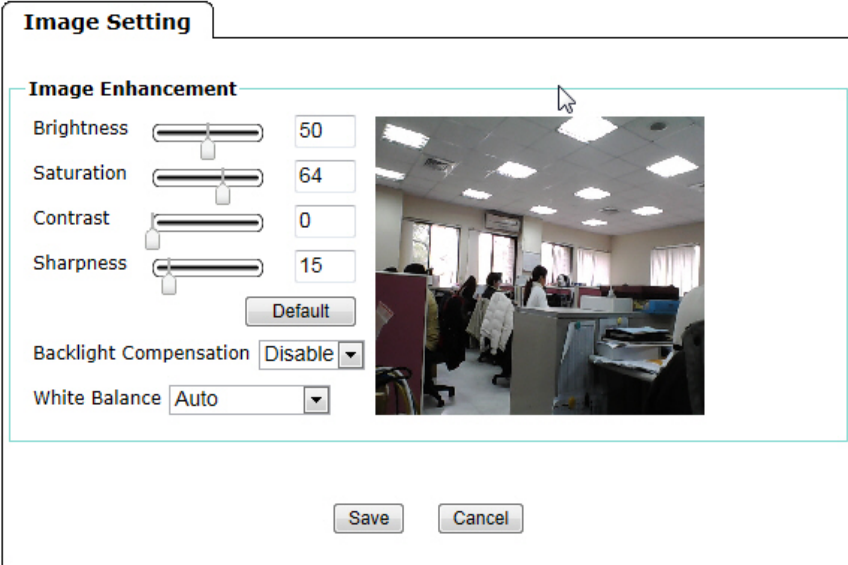 Image Setting
Image Enhancement
Brightness 50
Saturation 64
Contrast 0
Sharpness 15
Default
Backlight Compensation Disable
White Balance Auto
Save Cancel